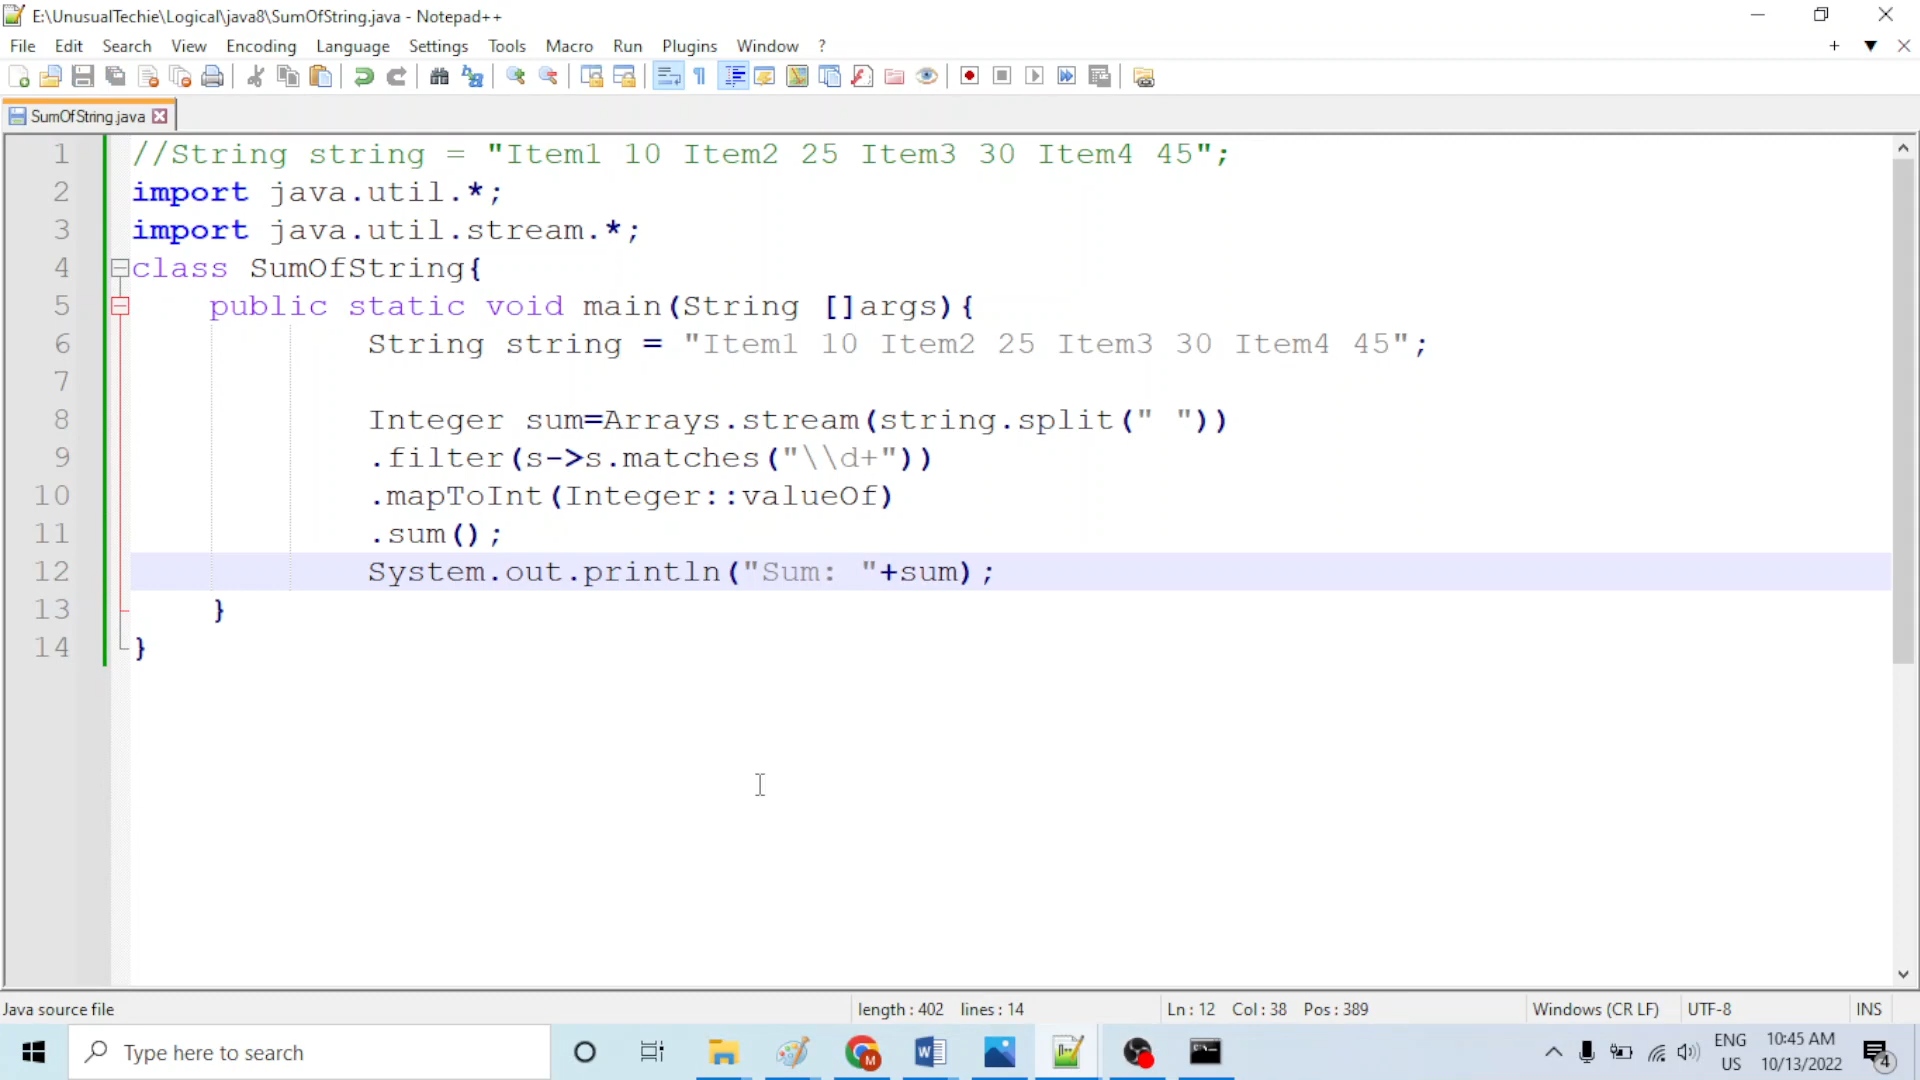 E:\UnusualTechie\Logical\java8\SumOfString.java - Notepad++
File Edit Search View Encoding Language Settings Tools Macro Run Plugins Window ?
SumOfString.java
1 //String string = "Item1 10 Item2 25 Item3 30 Item4 45";
2 import java.util.*;
3 import java.util.stream.*;
4 class SumOfString{
5 public static void main(String []args){
6 String string = "Item1 10 Item2 25 Item3 30 Item4 45";
7
8 Integer sum=Arrays.stream(string.split(" "))
9 .filter(s->s.matches("\\d+"))
10 .mapToInt(Integer::valueOf)
11 .sum();
12 System.out.println("Sum: "+sum);
13 }
14 }
Java source file length : 402 lines : 14 Ln : 12 Col : 38 Pos : 389 Windows (CR LF) UTF-8 INS
Type here to search
ENG 10:45 AM
US 10/13/2022 4